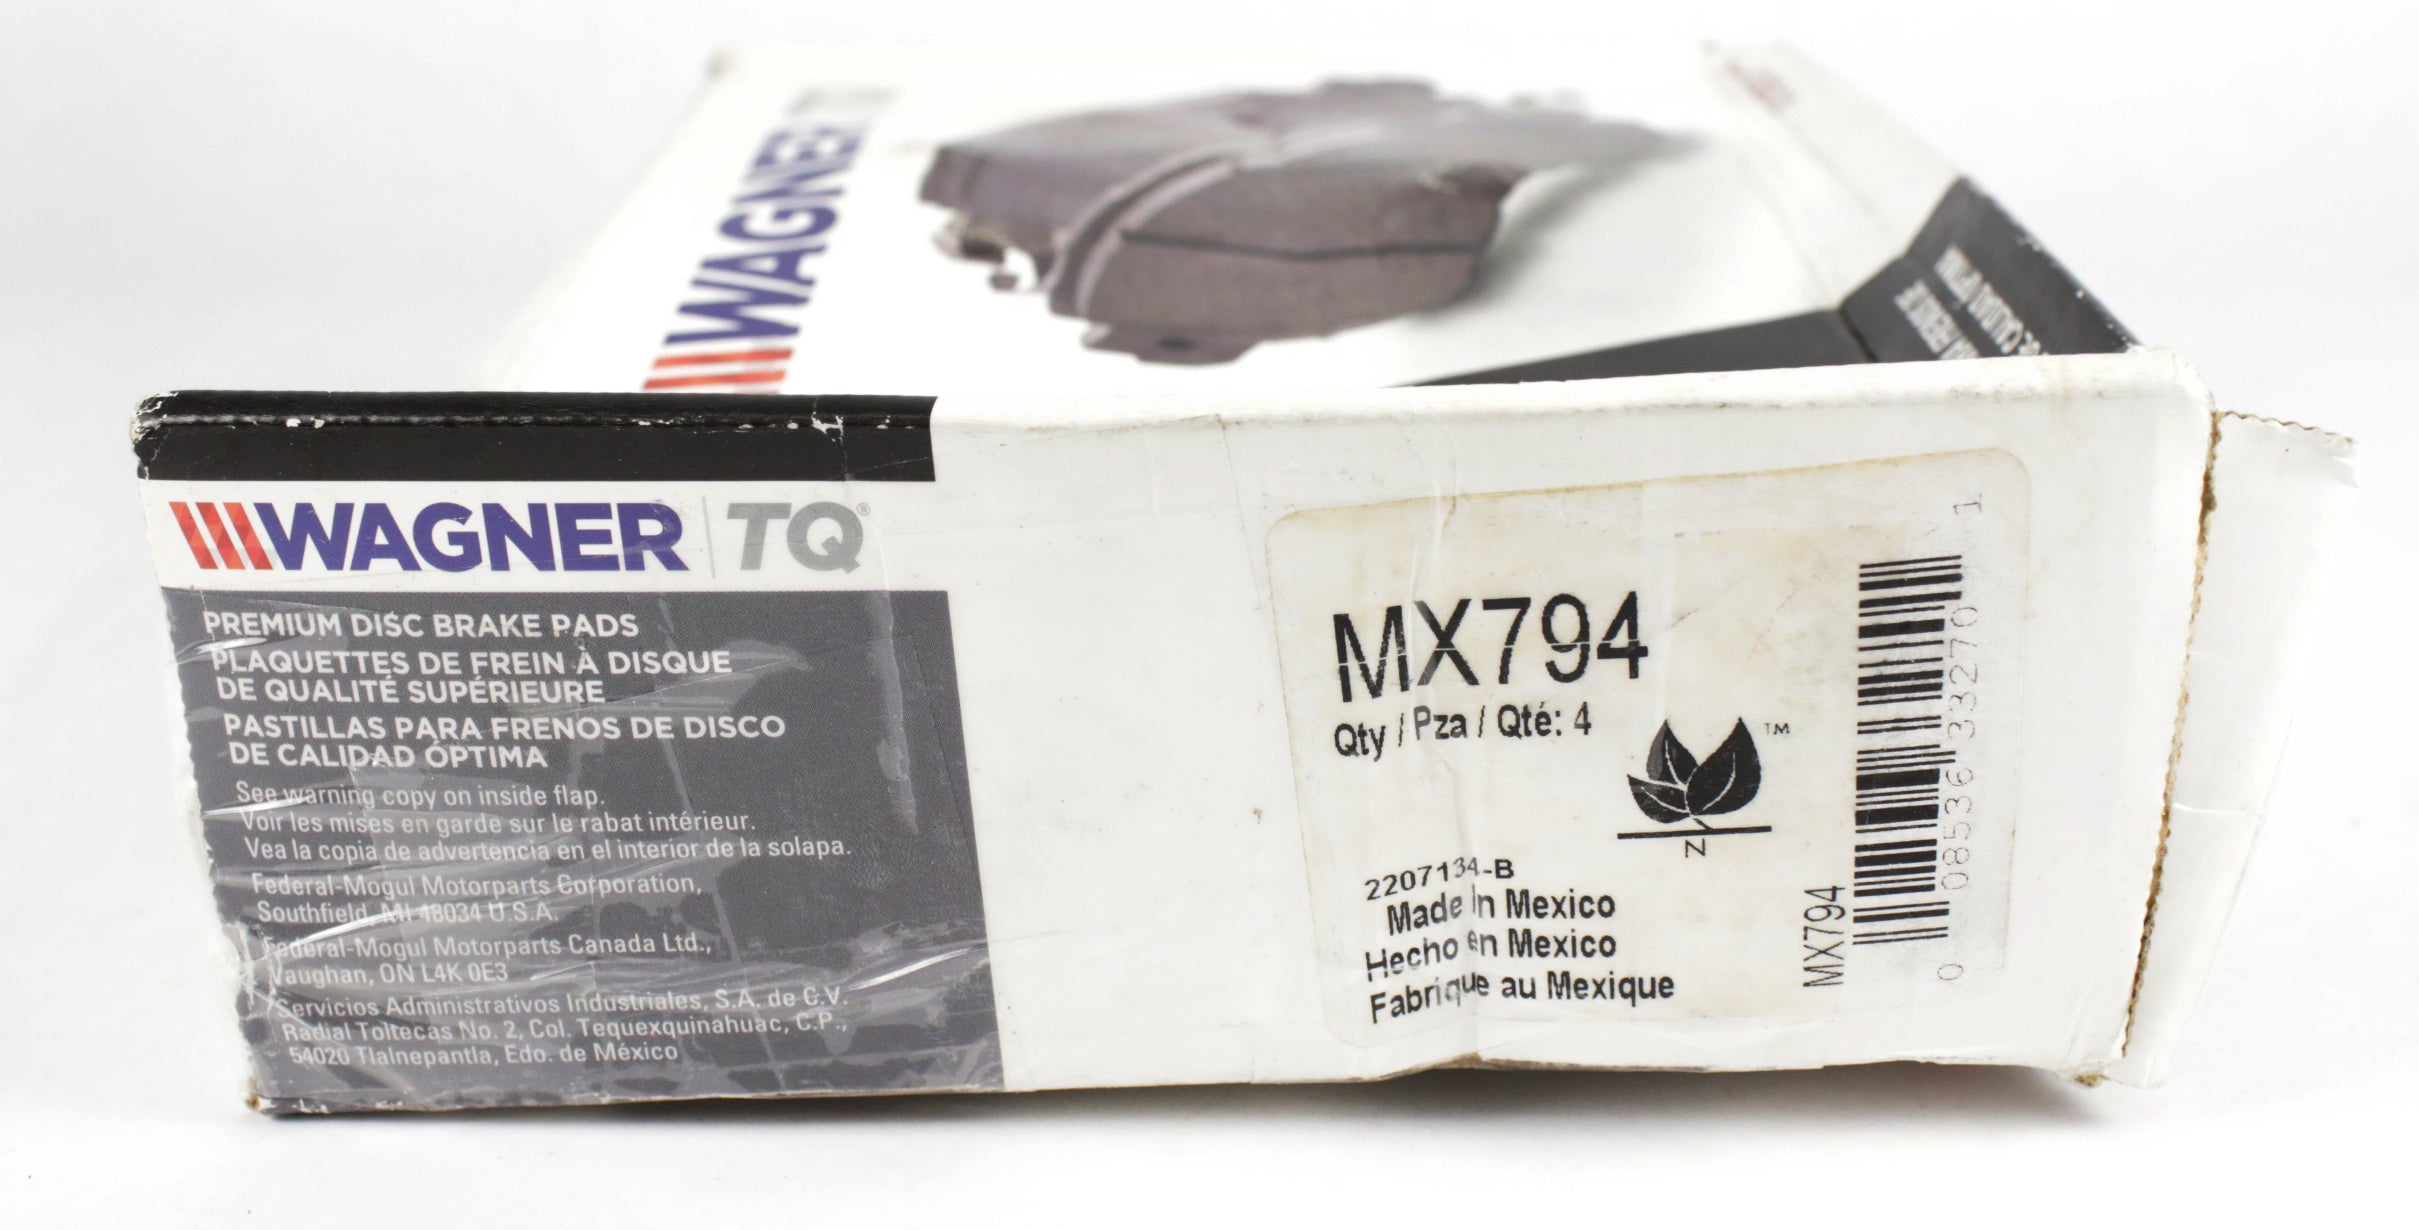 WAGNER
WAGNER TQ®
PREMIUM DISC BRAKE PADS
PLAQUETTES DE FREIN À DISQUE
DE QUALITÉ SUPÉRIEURE
PASTILLAS PARA FRENOS DE DISCO
DE CALIDAD ÓPTIMA
See warning copy on inside flap.
Voir les mises en garde sur le rabat intérieur.
Vea la copia de advertencia en el interior de la solapa.
Federal-Mogul Motorparts Corporation,
Southfield, MI 48034 U.S.A.
Federal-Mogul Motorparts Canada Ltd.,
Vaughan, ON L4K 0E3
Servicios Administrativos Industriales, S.A. de C.V.
Radial Toltecas No. 2, Col. Tequexquinahuac, C.P.,
54020 Tlalnepantla, Edo. de México
MX794
Qty / Pza / Qté: 4
TM
N
2207134-B
Made in Mexico
Hecho en Mexico
Fabrique au Mexique
MX794
0 08536 33270 1